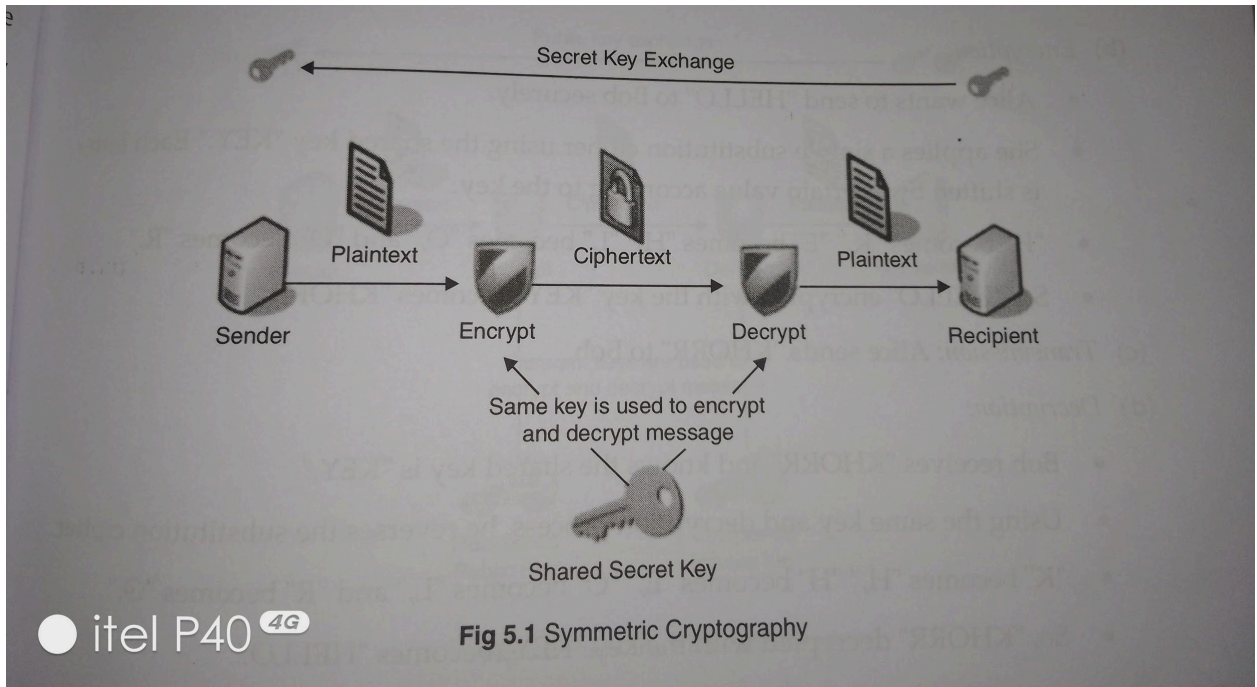 Secret Key Exchange
Plaintext
Ciphertext
Plaintext
Sender
Encrypt
Decrypt
Recipient
Same key is used to encrypt
and decrypt message
Shared Secret Key
Fig 5.1 Symmetric Cryptography
itel P40 4G